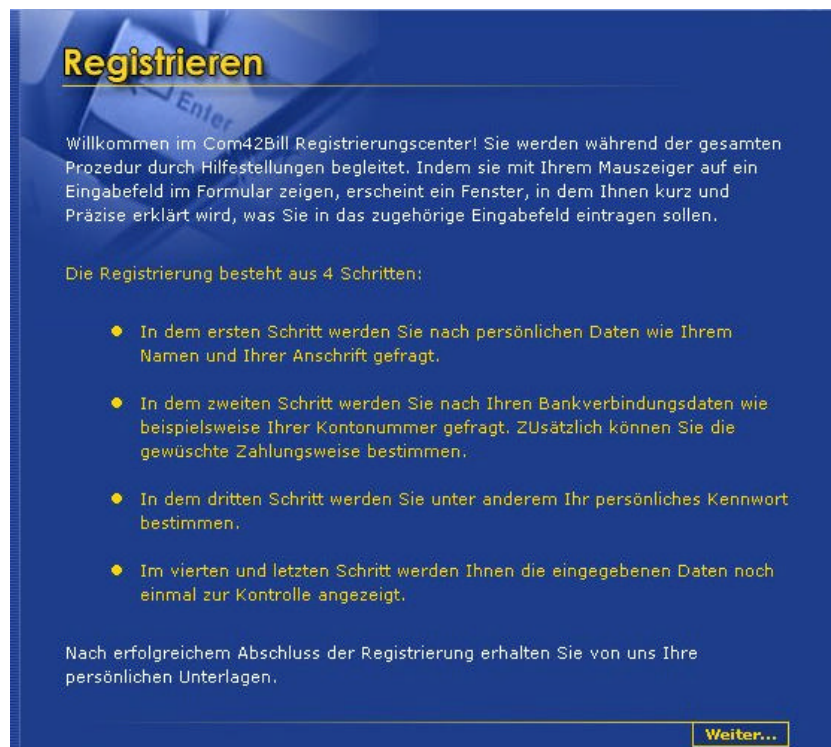 Registrieren
Enter
Willkommen im Com42Bill Registrierungscenter! Sie werden während der gesamten
Prozedur durch Hilfestellungen begleitet. Indem sie mit Ihrem Mauszeiger auf ein
Eingabefeld im Formular zeigen, erscheint ein Fenster, in dem Ihnen kurz und
Präzise erklärt wird, was Sie in das zugehörige Eingabefeld eintragen sollen.
Die Registrierung besteht aus 4 Schritten:
In dem ersten Schritt werden Sie nach persönlichen Daten wie Ihrem
Namen und Ihrer Anschrift gefragt.
In dem zweiten Schritt werden Sie nach Ihren Bankverbindungsdaten wie
beispielsweise Ihrer Kontonummer gefragt. ZUsätzlich können Sie die
gewüschte Zahlungsweise bestimmen.
In dem dritten Schritt werden Sie unter anderem Ihr persönliches Kennwort
bestimmen.
Im vierten und letzten Schritt werden Ihnen die eingegebenen Daten noch
einmal zur Kontrolle angezeigt.
Nach erfolgreichem Abschluss der Registrierung erhalten Sie von uns Ihre
persönlichen Unterlagen.
Weiter...